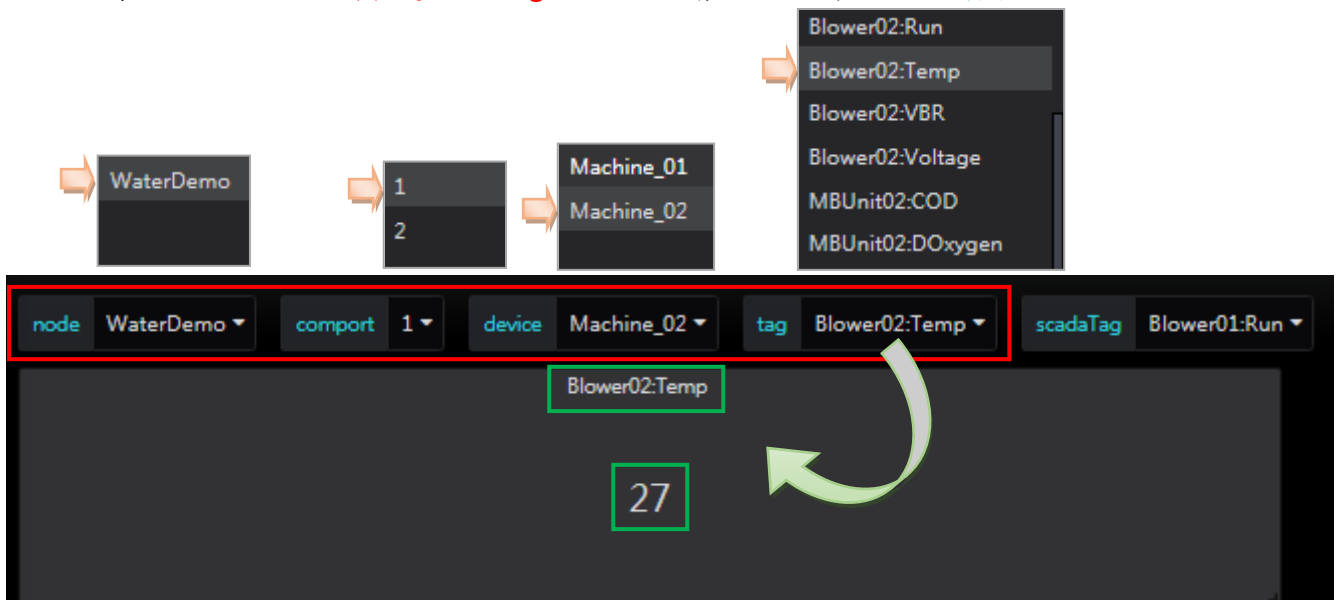 Blower02:Run
Blower02:Temp
Blower02:VBR
Blower02:Voltage
MBUnit02:COD
MBUnit02:DOxygen
WaterDemo
1
2
Machine_01
Machine_02
node WaterDemo comport 1 device Machine_02 tag Blower02:Temp scadaTag Blower01:Run
Blower02:Temp
27